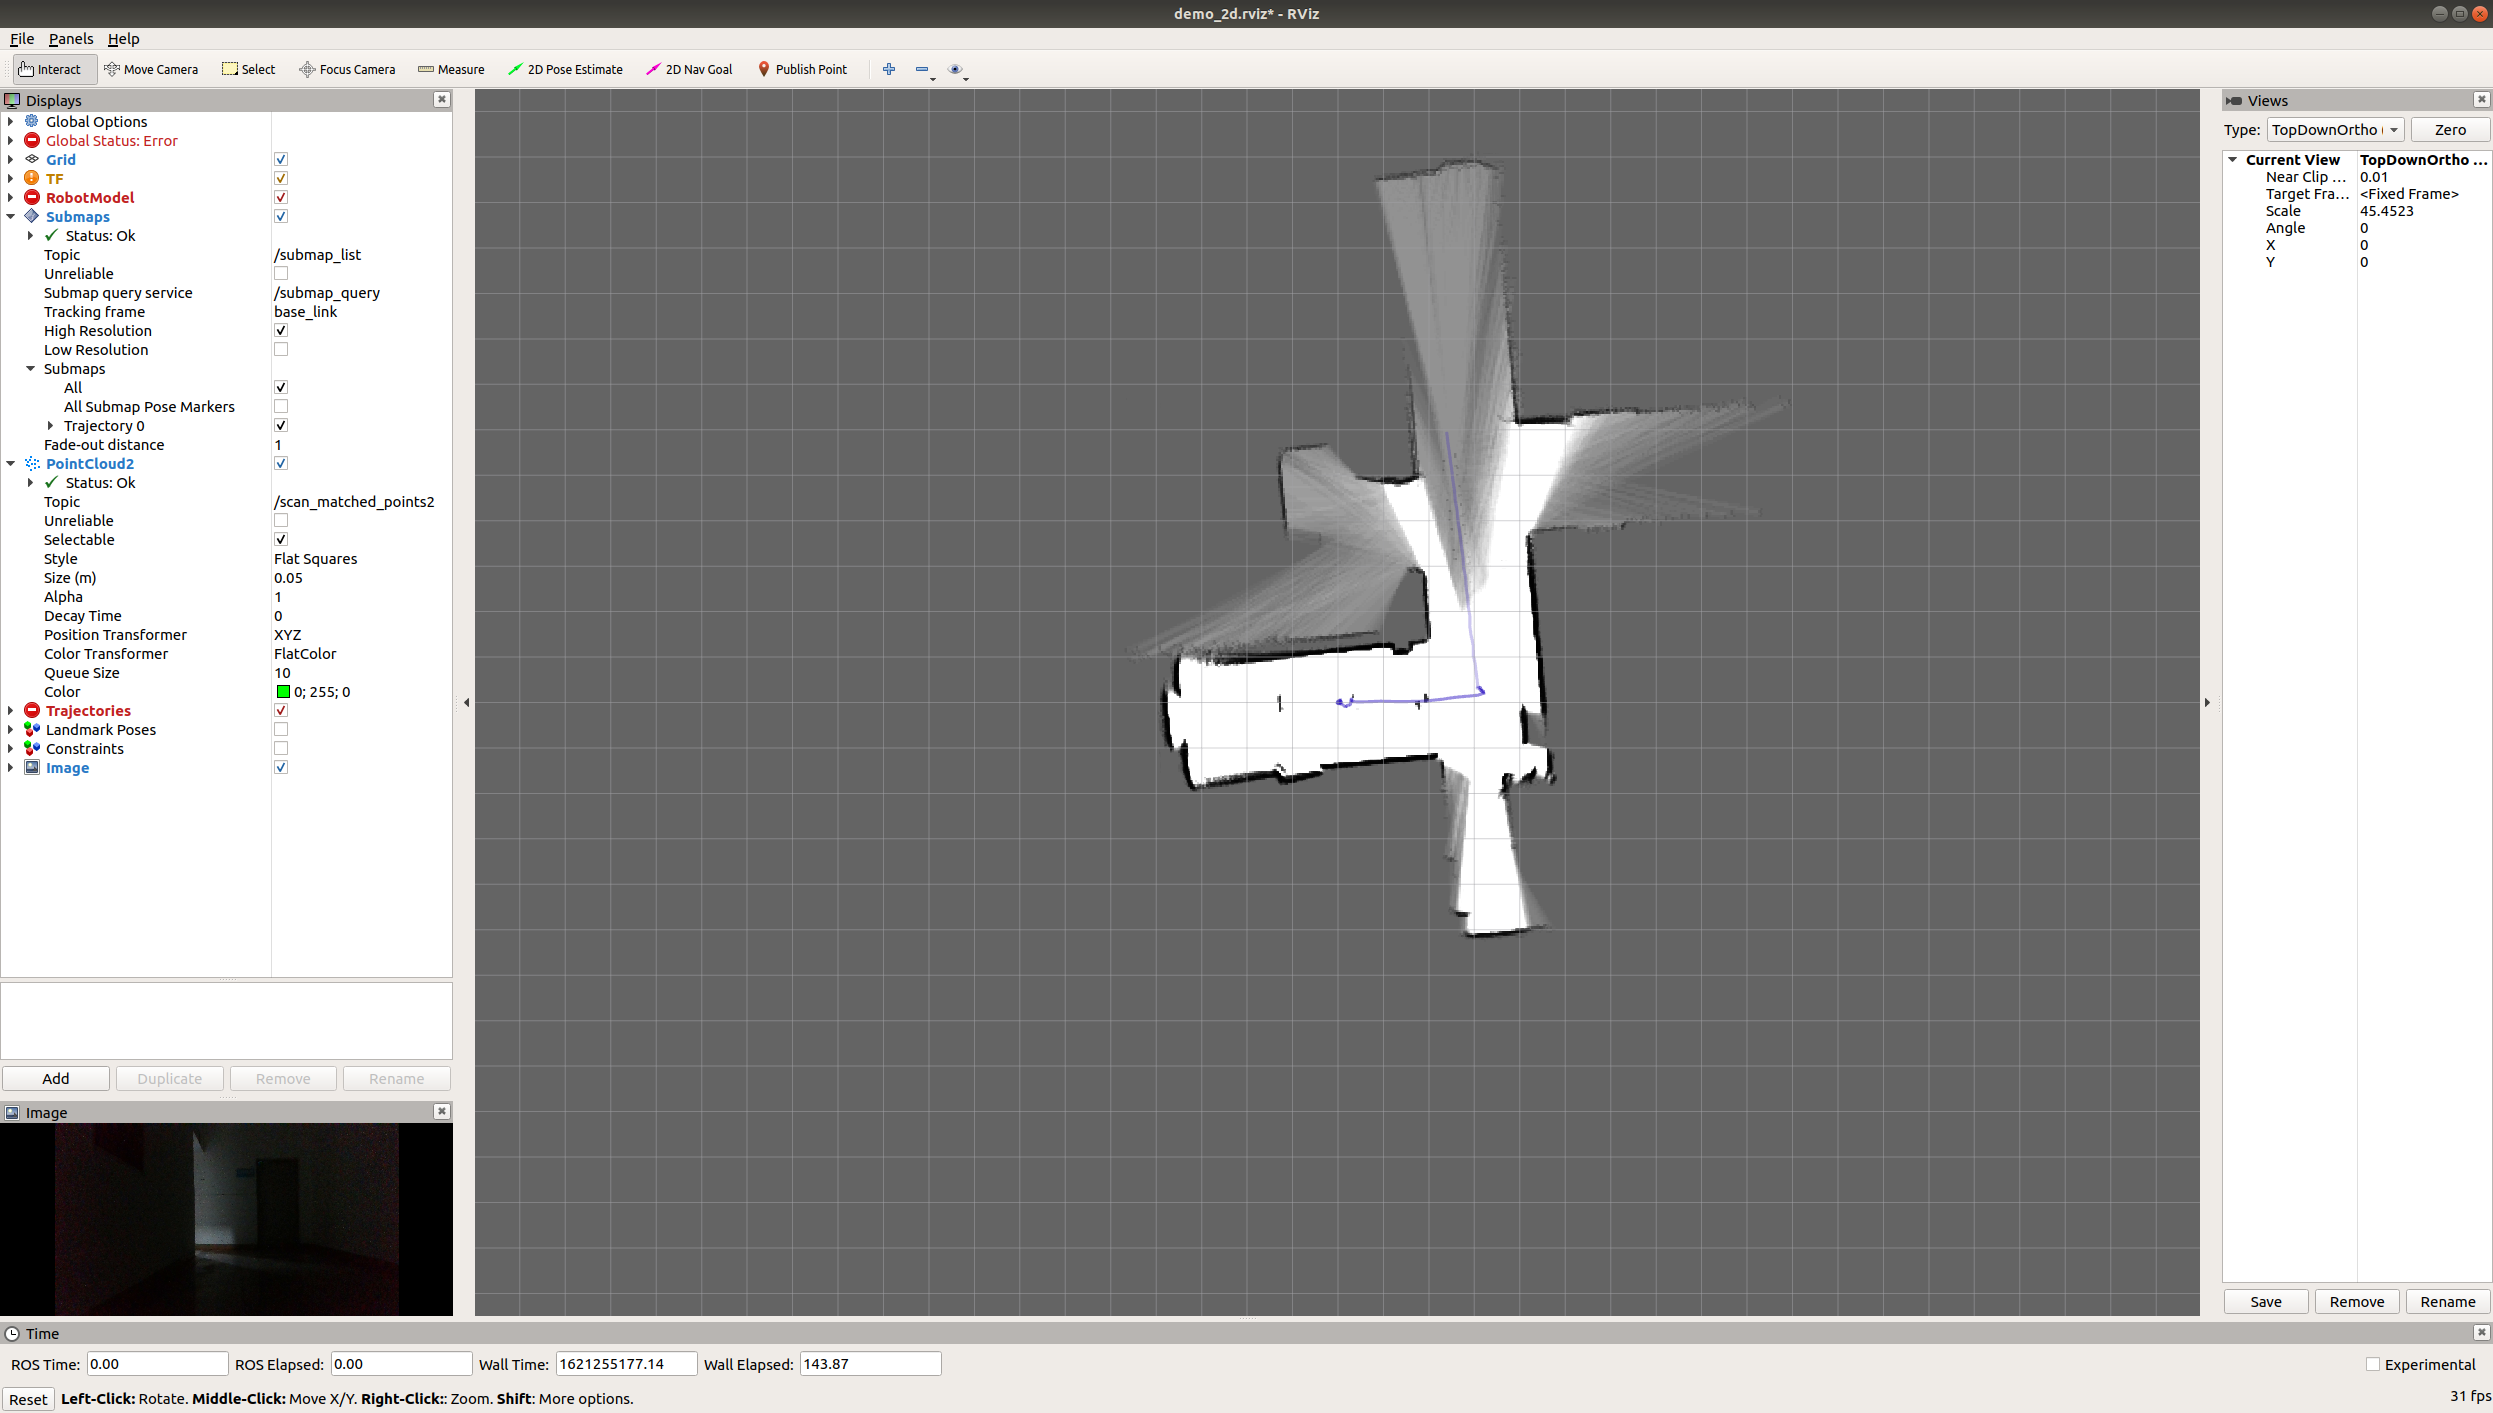 demo_2d.rviz* - RViz
File Panels Help
Interact Move Camera Select Focus Camera Measure 2D Pose Estimate 2D Nav Goal Publish Point
Displays
Global Options
Global Status: Error
Grid
TF
RobotModel
Submaps
Status: Ok
Topic /submap_list
Unreliable
Submap query service /submap_query
Tracking frame base_link
High Resolution
Low Resolution
Submaps
All
All Submap Pose Markers
Trajectory 0
Fade-out distance 1
PointCloud2
Status: Ok
Topic /scan_matched_points2
Unreliable
Selectable
Style Flat Squares
Size (m) 0.05
Alpha 1
Decay Time 0
Position Transformer XYZ
Color Transformer FlatColor
Queue Size 10
Color 0; 255; 0
Trajectories
Landmark Poses
Constraints
Image
Add Duplicate Remove Rename
Image
Views
Type: TopDownOrtho ( Zero
Current View TopDownOrtho ...
Near Clip ... 0.01
Target Fra... <Fixed Frame>
Scale 45.4523
Angle 0
X 0
Y 0
Save Remove Rename
Time
ROS Time: 0.00 ROS Elapsed: 0.00 Wall Time: 1621255177.14 Wall Elapsed: 143.87 Experimental
Reset Left-Click: Rotate. Middle-Click: Move X/Y. Right-Click:: Zoom. Shift: More options. 31 fps